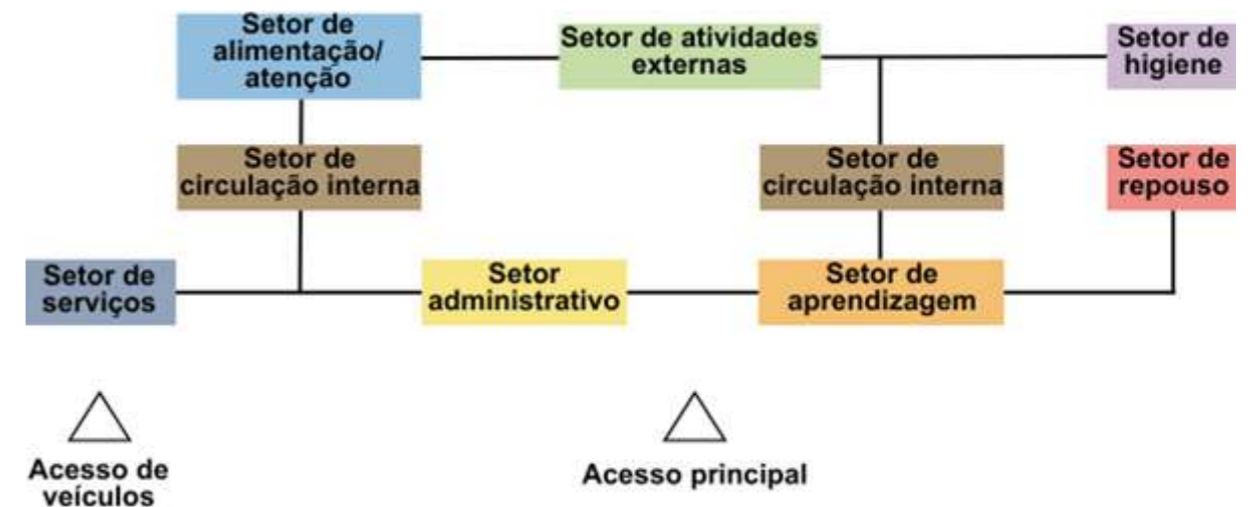 Setor de
alimentação/
atenção
Setor de atividades
externas
Setor de
higiene
Setor de
circulação interna
Setor de
circulação interna
Setor de
repouso
Setor de
serviços
Setor
administrativo
Setor de
aprendizagem
Acesso de
veículos
Acesso principal